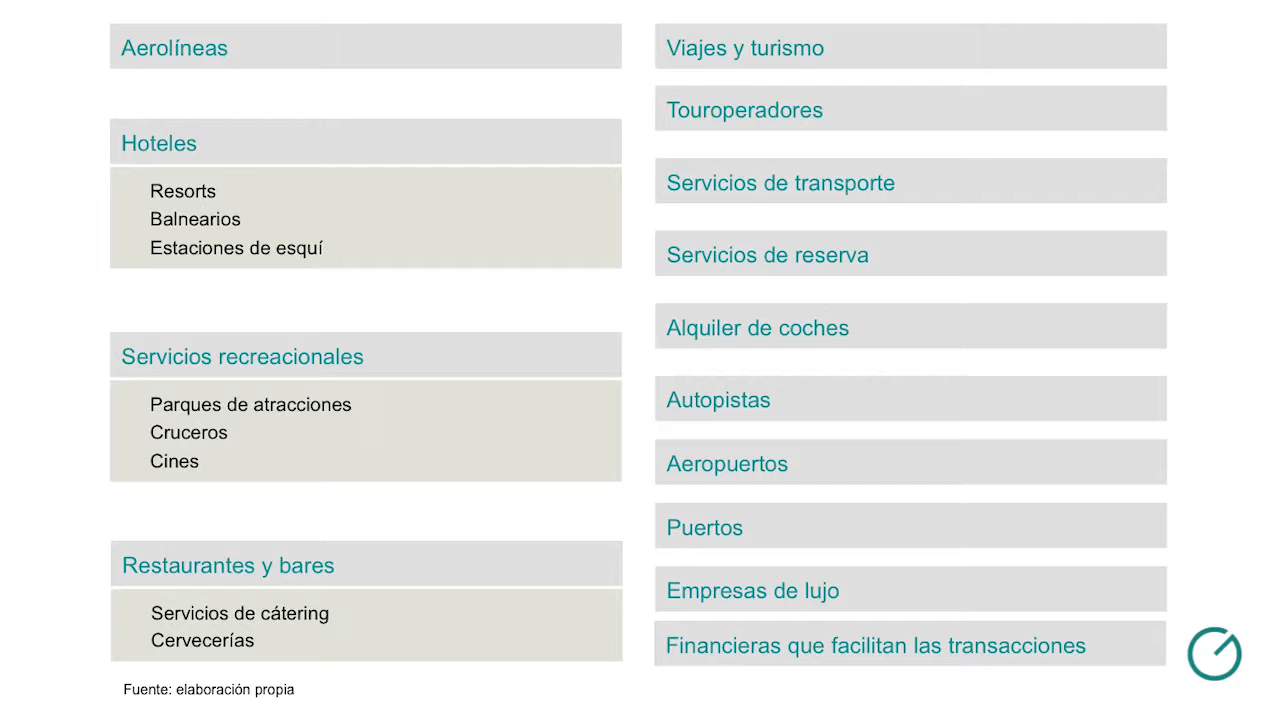 Aerolíneas
Hoteles
Resorts
Balnearios
Estaciones de esquí
Servicios recreacionales
Parques de atracciones
Cruceros
Cines
Restaurantes y bares
Servicios de cátering
Cervecerías
Fuente: elaboración propia
Viajes y turismo
Touroperadores
Servicios de transporte
Servicios de reserva
Alquiler de coches
Autopistas
Aeropuertos
Puertos
Empresas de lujo
Financieras que facilitan las transacciones